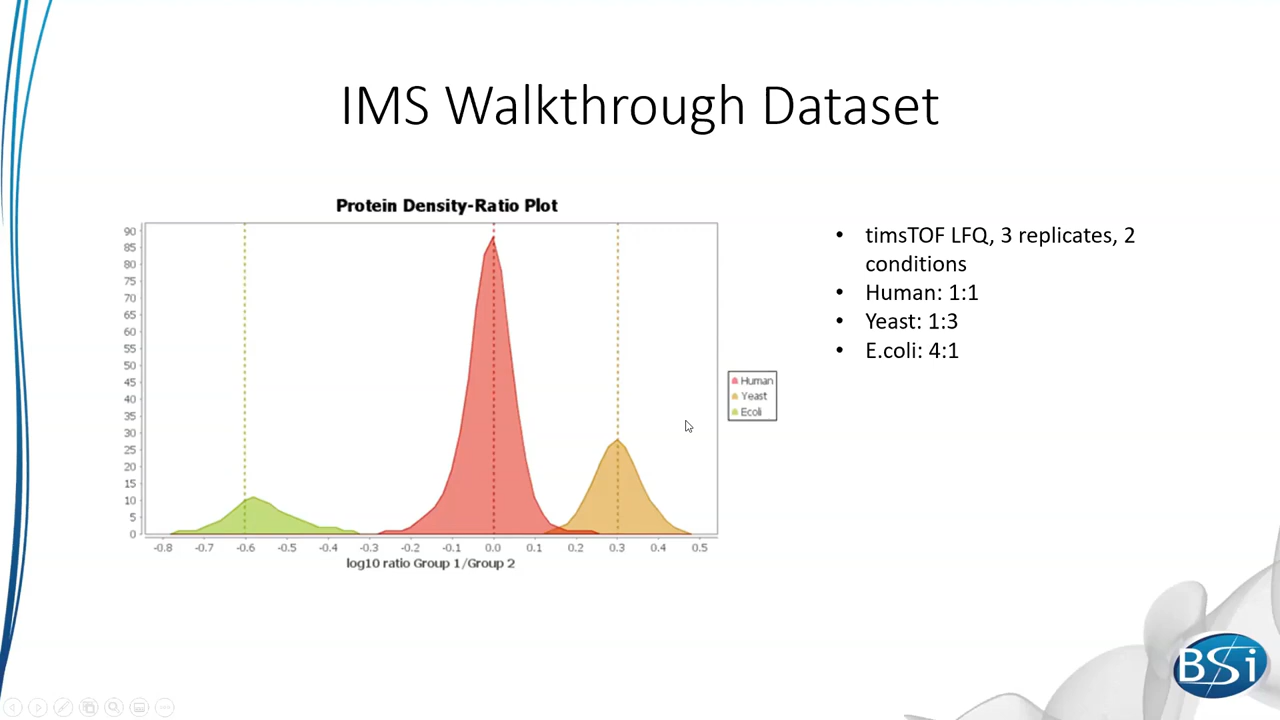 IMS Walkthrough Dataset
Protein Density-Ratio Plot
90
85
80
75
70
65
60
55
50
45
40
35
30
25
20
15
10
5
0
-0.8 -0.7 -0.6 -0.5 -0.4 -0.3 -0.2 -0.1 0.0 0.1 0.2 0.3 0.4 0.5
log10 ratio Group 1/Group 2
Human
Yeast
Ecoli
• timsTOF LFQ, 3 replicates, 2
conditions
• Human: 1:1
• Yeast: 1:3
• E.coli: 4:1
BSi